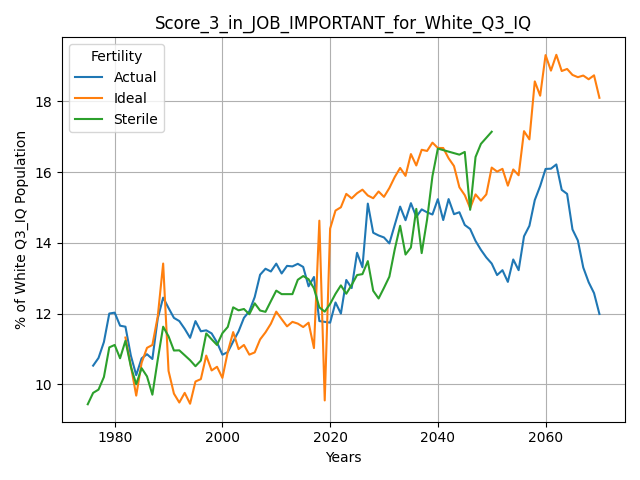 Score_3_in_JOB_IMPORTANT_for_White_Q3_IQ
Fertility
Actual
Ideal
Sterile
% of White Q3_IQ Population
18
16
14
12
10
1980
2000
2020
2040
2060
Years